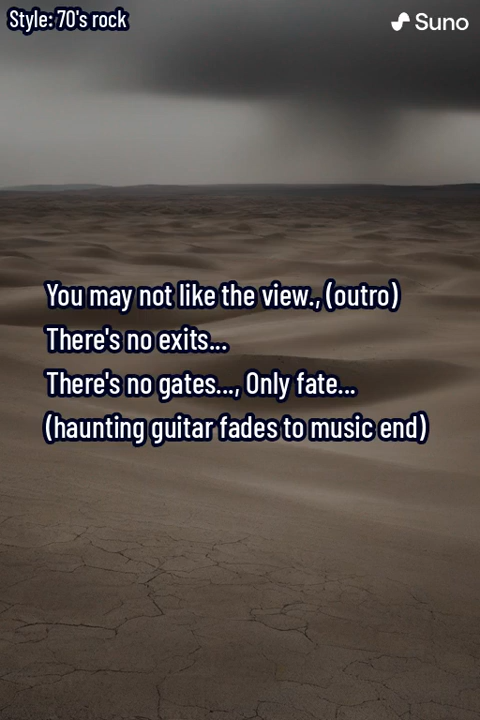 Style: 70's rock
Suno
You may not like the view., (outro)
There's no exits...
There's no gates..., Only fate...
(haunting guitar fades to music end)